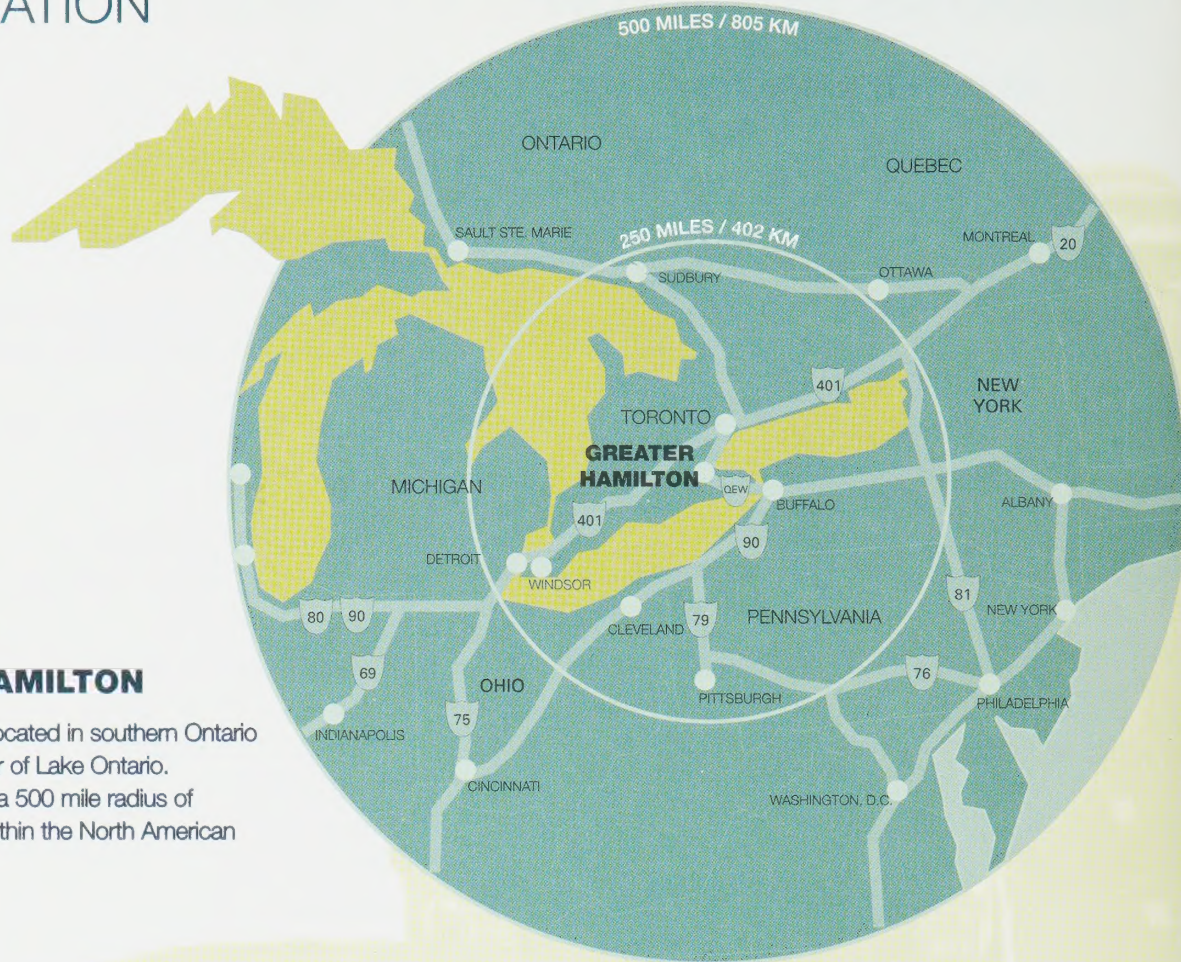 ATION
500 MILES / 805 KM
ONTARIO
QUEBEC
250 MILES / 402 KM
SAULT STE. MARIE
SUDBURY
OTTAWA
MONTREAL
20
401
NEW
YORK
TORONTO
GREATER
HAMILTON
MICHIGAN
QEW
BUFFALO
ALBANY
401
90
DETROIT
WINDSOR
80
90
CLEVELAND
79
PENNSYLVANIA
81
NEW YORK
69
OHIO
PITTSBURGH
76
PHILADELPHIA
75
INDIANAPOLIS
CINCINNATI
WASHINGTON, D.C.
AMILTON
ocated in southern Ontario
r of Lake Ontario.
a 500 mile radius of
thin the North American